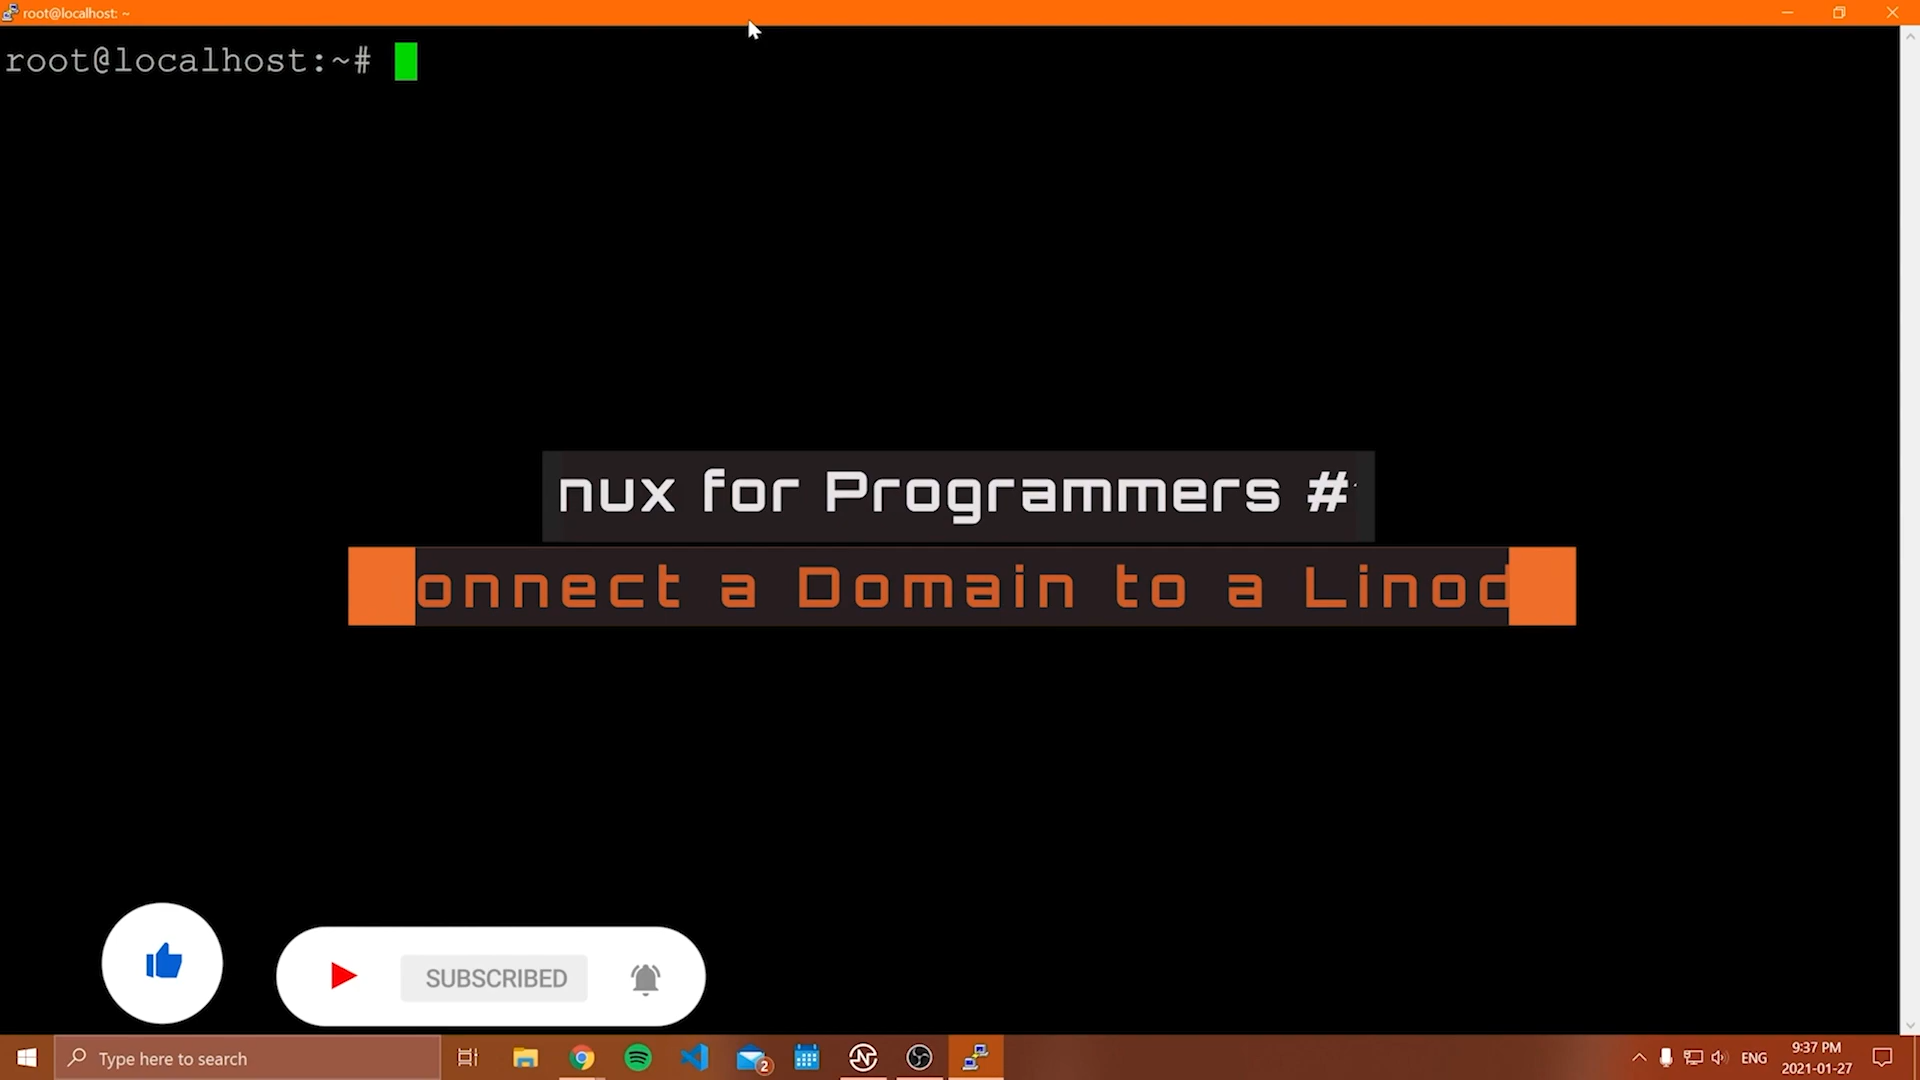 root@localhost: ~
root@localhost:~#
nux for Programmers #
onnect a Domain to a Linod
SUBSCRIBED
Type here to search
2
ENG
9:37 PM
2021-01-27